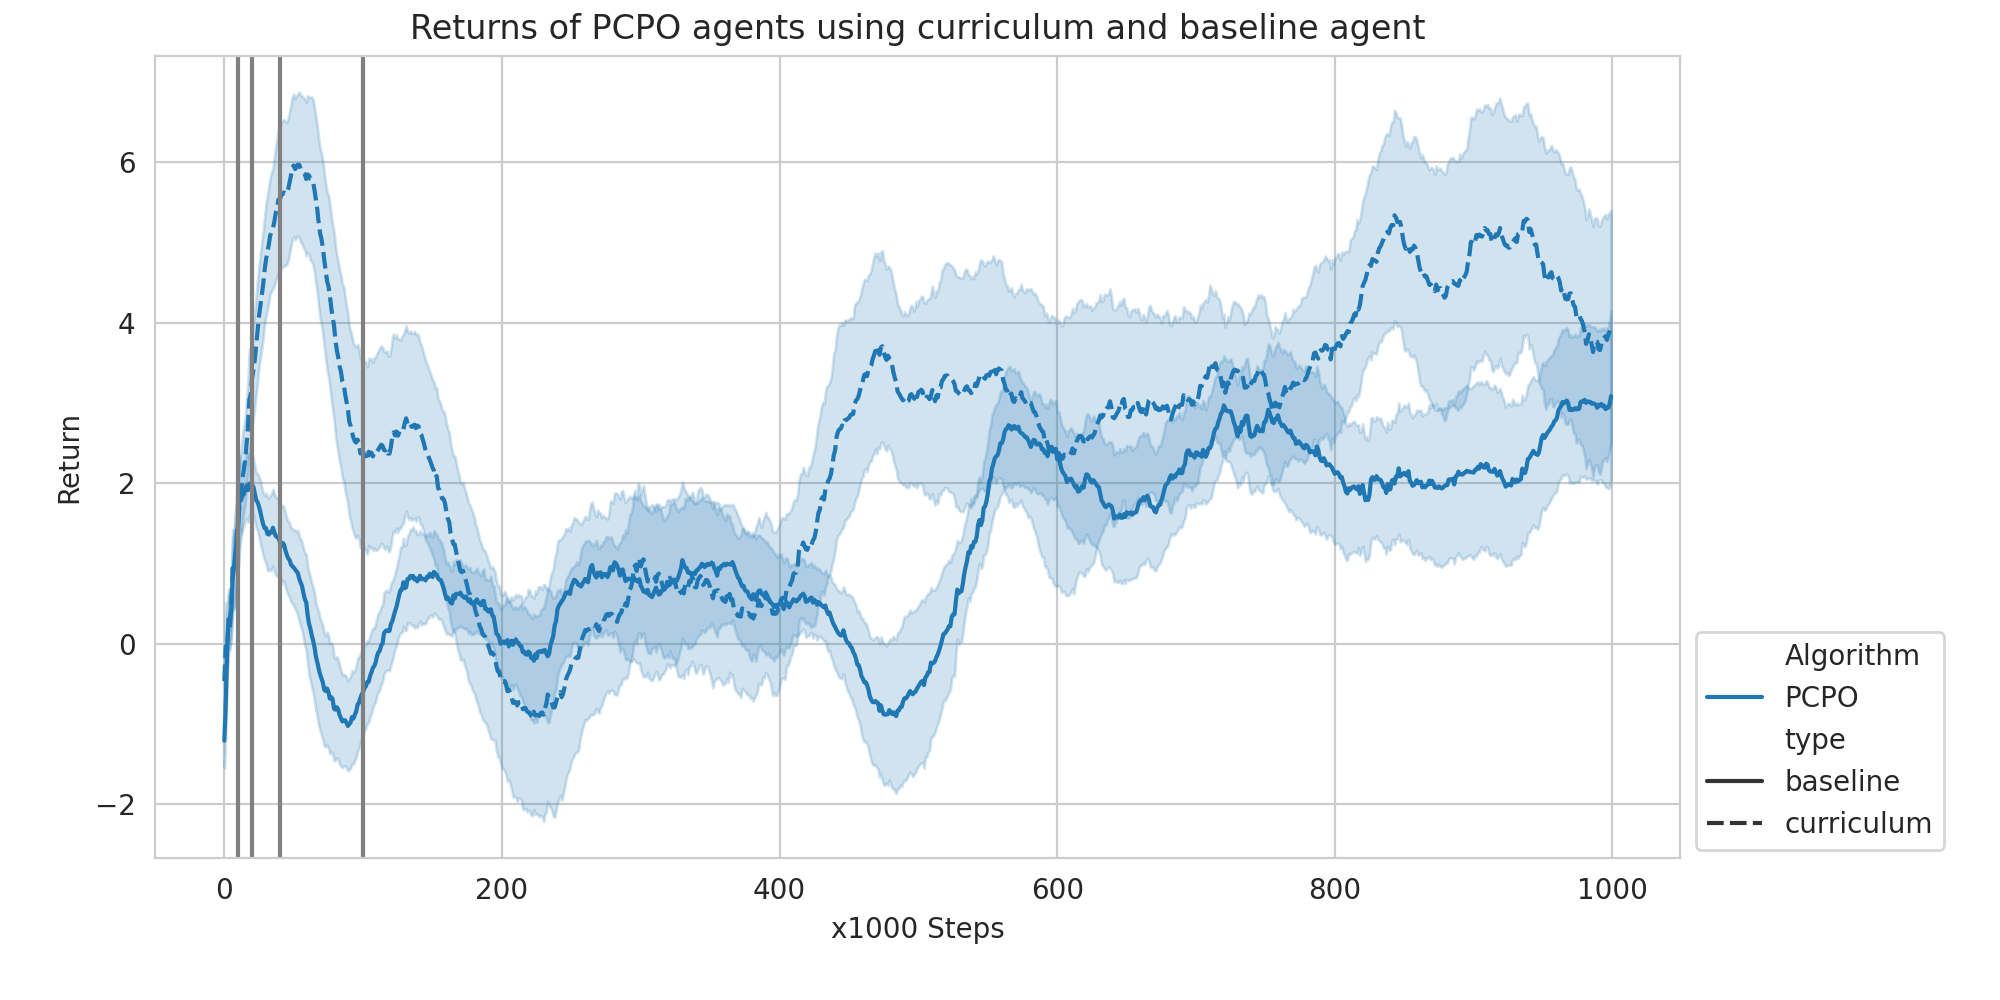 Returns of PCPO agents using curriculum and baseline agent
Return
6
4
2
0
−2
0 200 400 600 800 1000
x1000 Steps
Algorithm
PCPO
type
baseline
curriculum